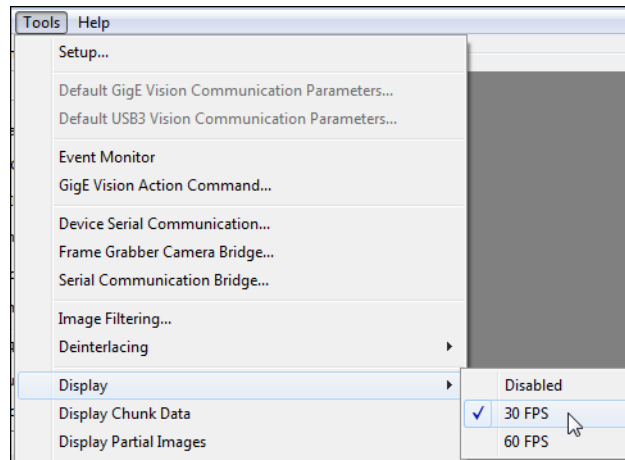 Tools Help
Setup...
Default GigE Vision Communication Parameters...
Default USB3 Vision Communication Parameters...
Event Monitor
GigE Vision Action Command...
Device Serial Communication...
Frame Grabber Camera Bridge...
Serial Communication Bridge...
Image Filtering...
Deinterlacing
Display
Disabled
Display Chunk Data
30 FPS
Display Partial Images
60 FPS